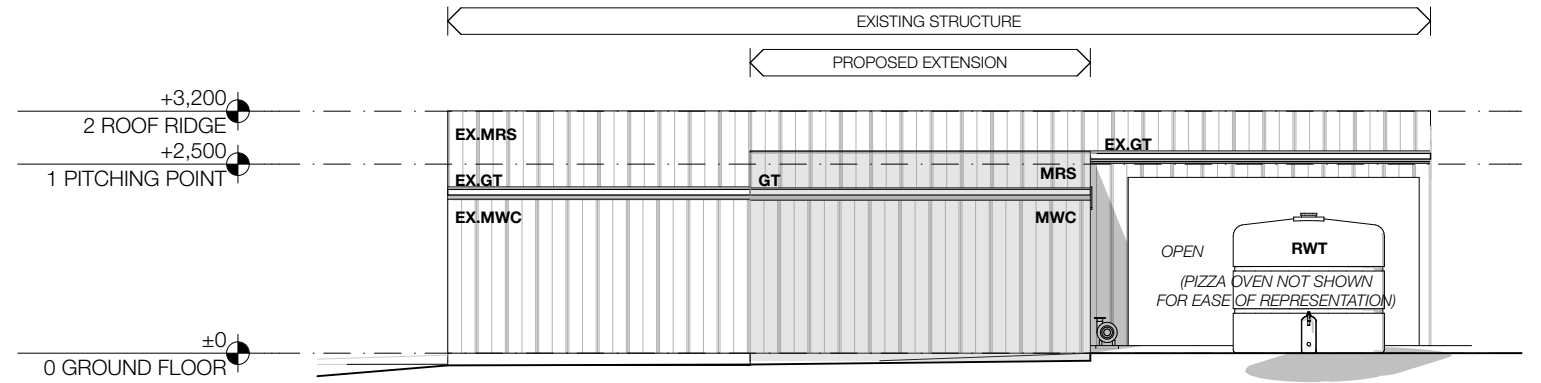 EXISTING STRUCTURE
PROPOSED EXTENSION
+3,200
2 ROOF RIDGE
+2,500
1 PITCHING POINT
±0
0 GROUND FLOOR
EX.MRS
EX.GT
EX.GT
MRS
GT
EX.MWC
MWC
OPEN
RWT
(PIZZA OVEN NOT SHOWN
FOR EASE OF REPRESENTATION)